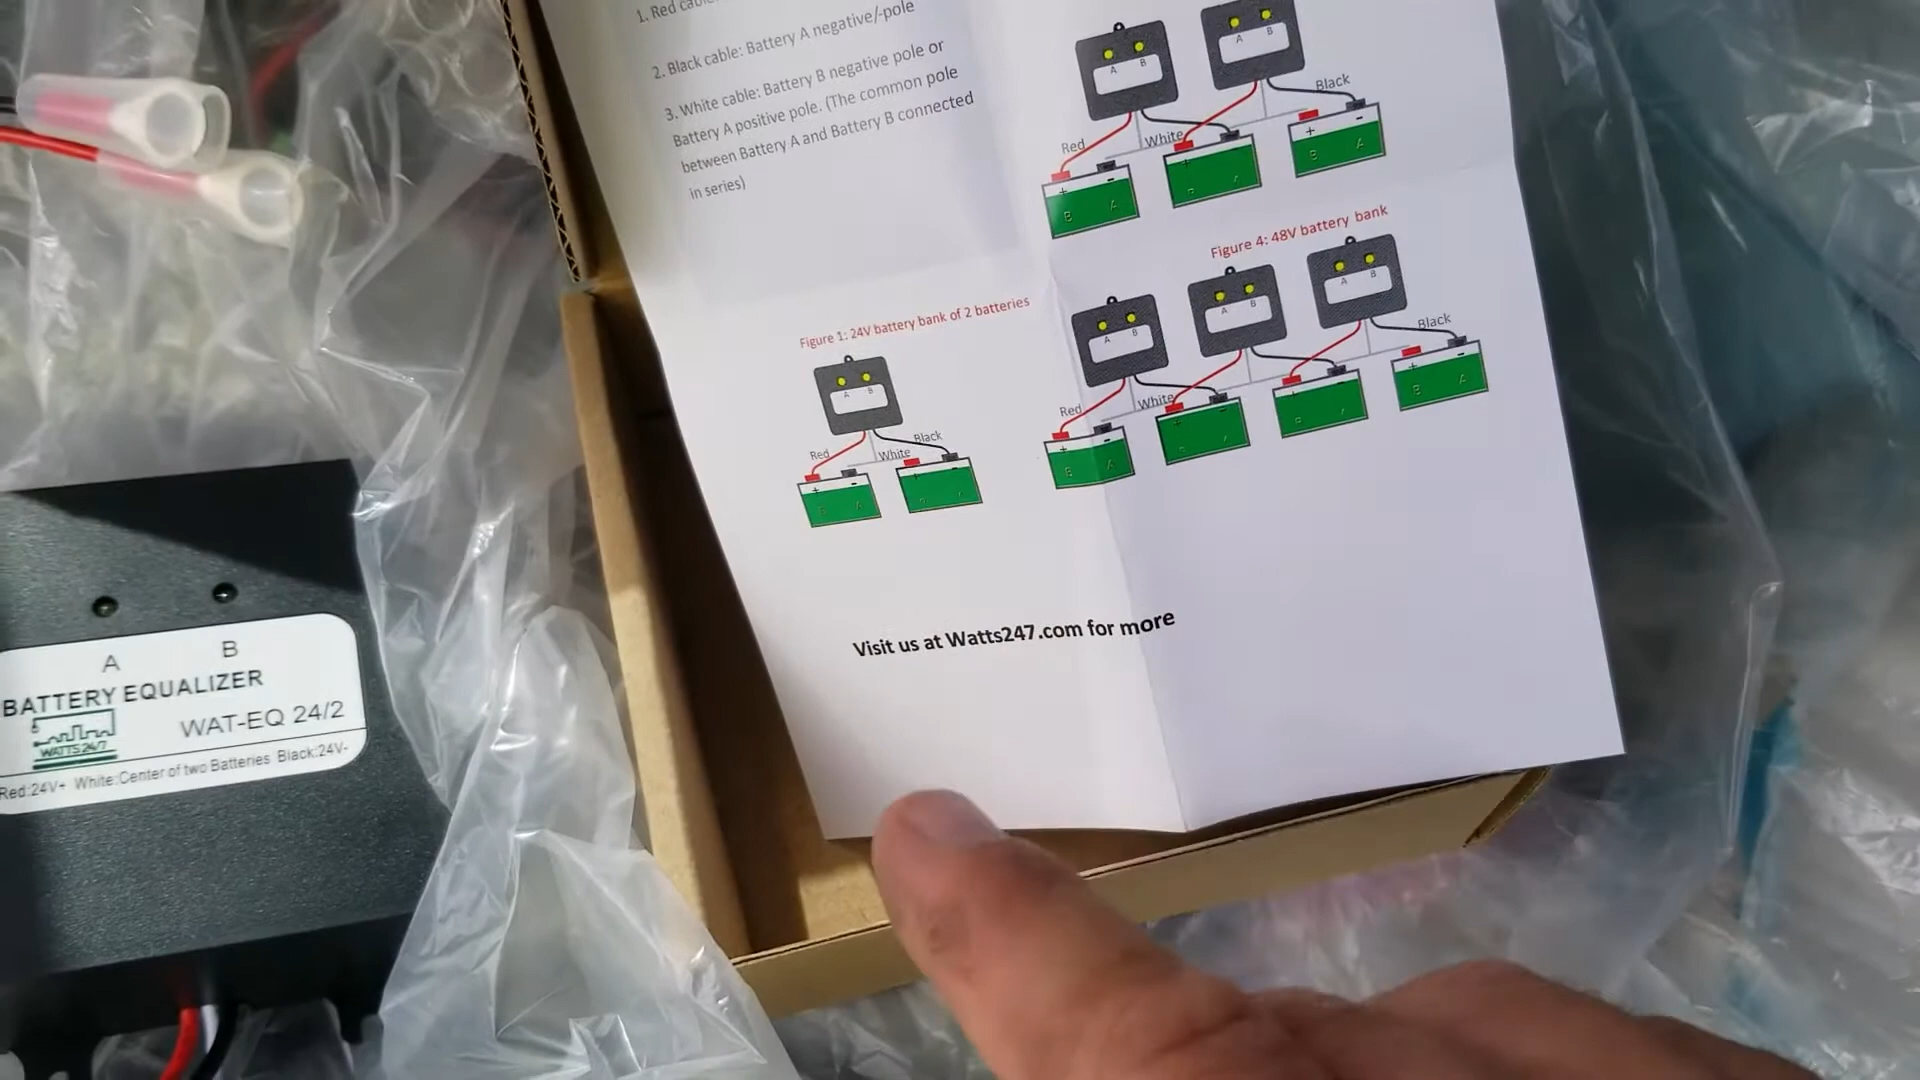 1. Red
2. Black cable: Battery A negative/-pole
3. White cable: Battery B negative pole or
Battery A positive pole. (The common pole
between Battery A and Battery B connected
in series)
Figure 1: 24V battery bank of 2 batteries
A B
Red
White
Black
+ -
A B
A B
Red
White
Black
+ -
B A
+
+ -
B A
Figure 4: 48V battery bank
A B
A B
A B
Red
White
Black
+
B A
+ -
B A
Visit us at Watts247.com for more
A B
BATTERY EQUALIZER
WATTS24/7
WAT-EQ 24/2
Red:24V+ White:Center of two Batteries Black:24V-